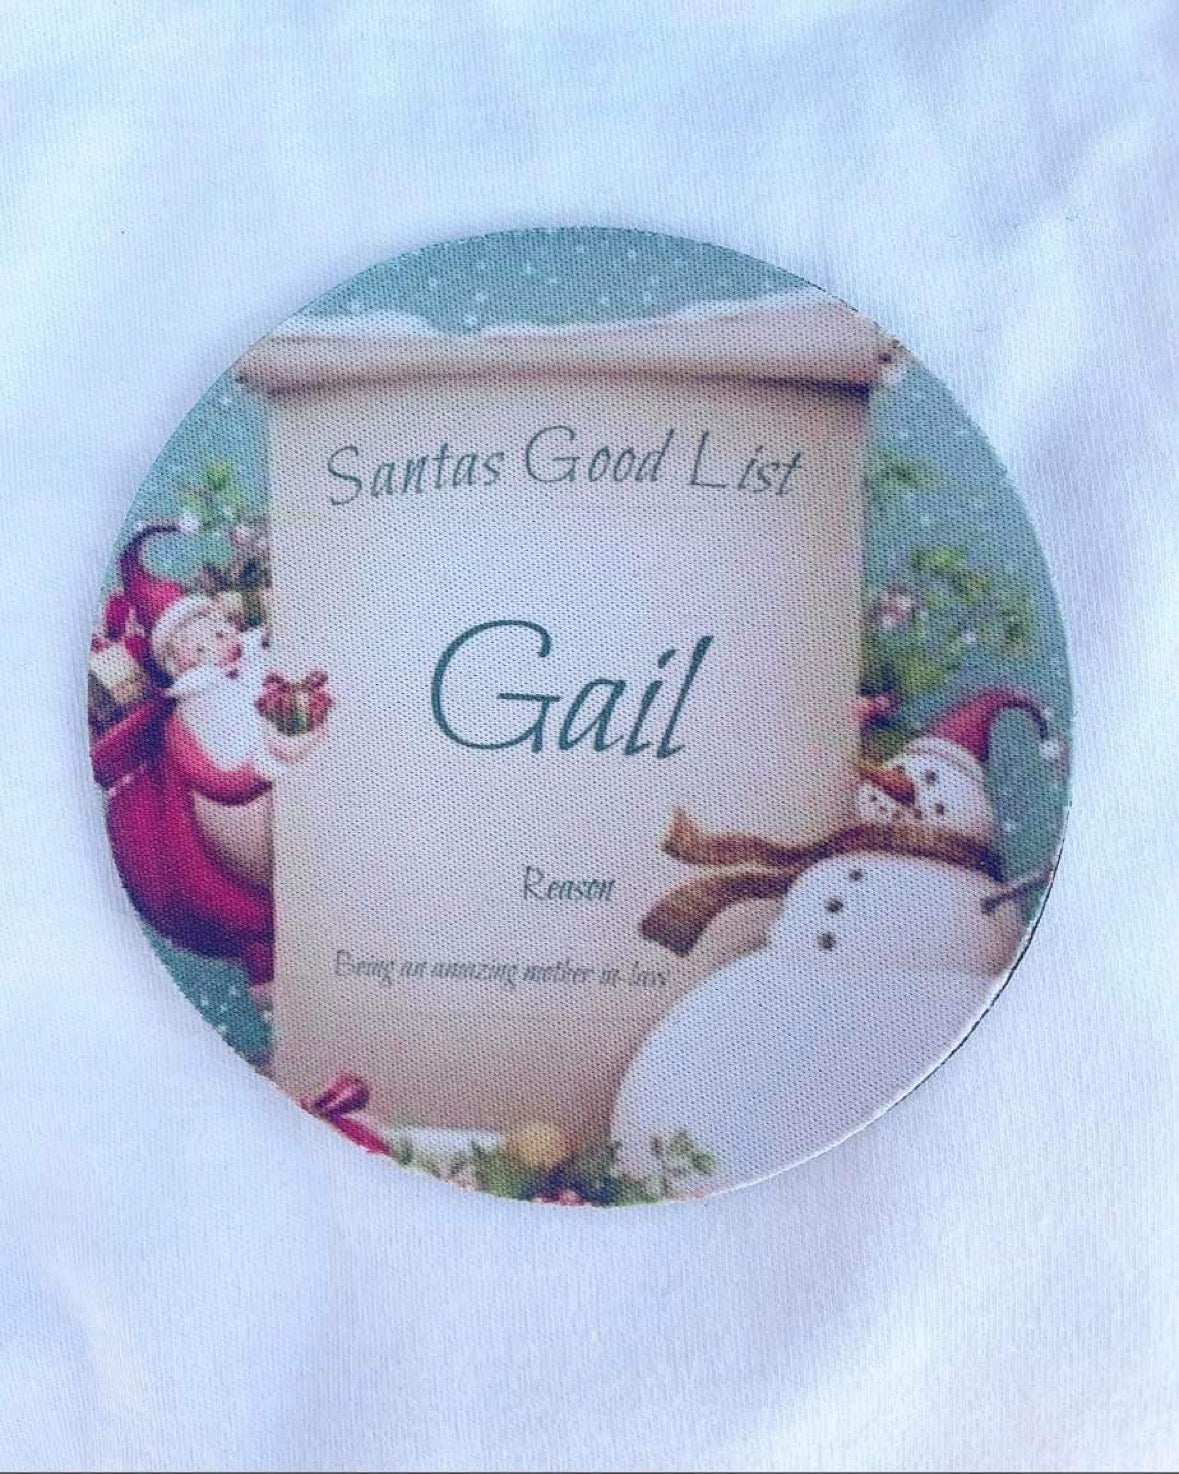 Santas Good List
Gail
Reason
Being an amazing mother in-law